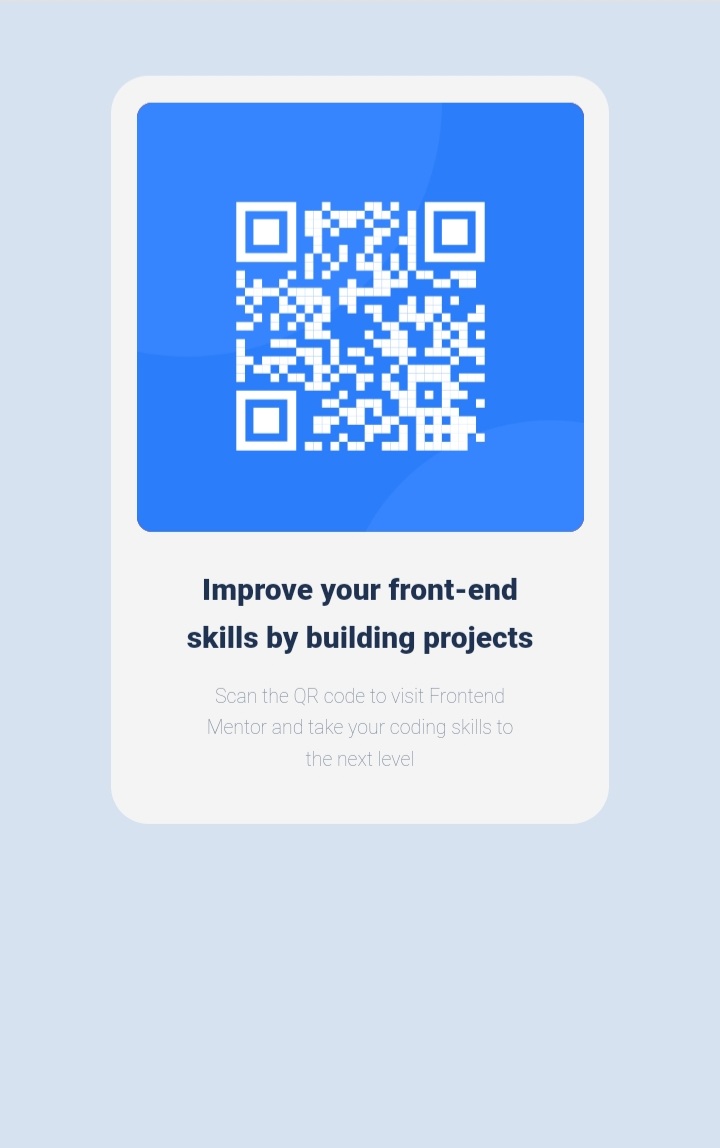 Improve your front-end
skills by building projects
Scan the QR code to visit Frontend
Mentor and take your coding skills to
the next level